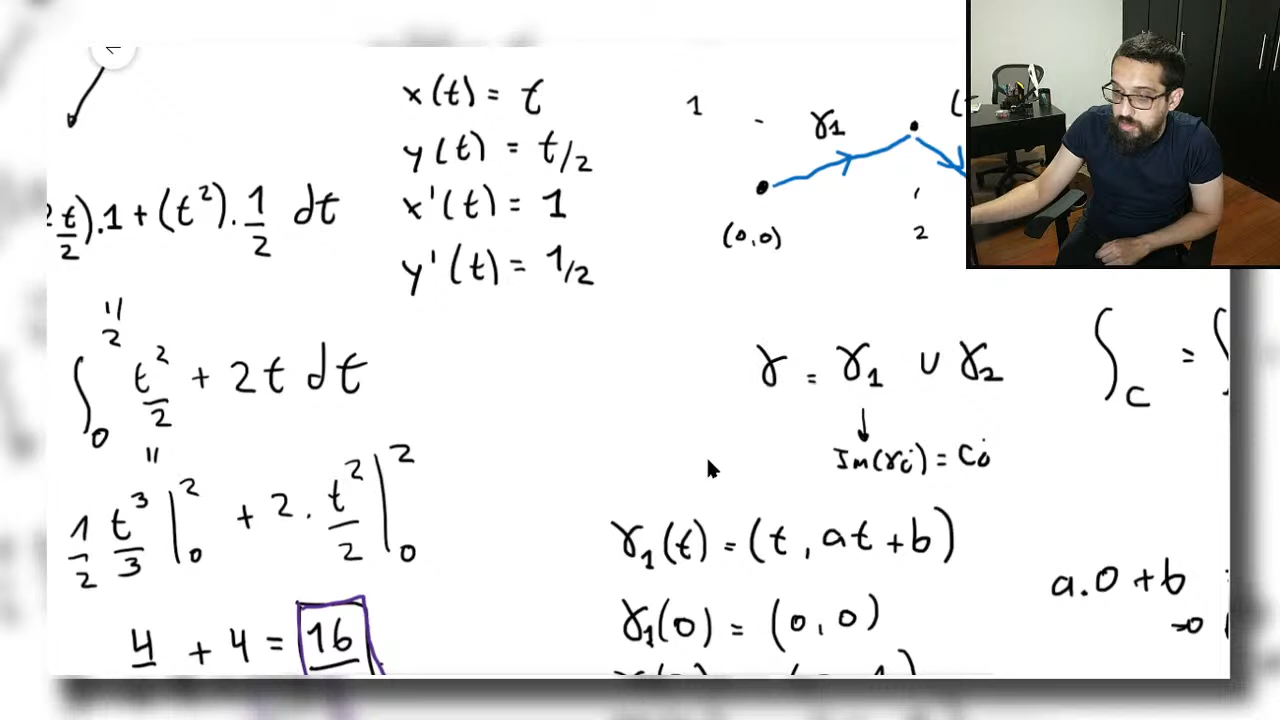 x(t) = t
y(t) = t/2
x'(t) = 1
y'(t) = 1/2
t/2).1 + (t²).1/2 dt
∫₀² t²/2 + 2t dt
1/2 t³/3 |₀² + 2. t²/2 |₀²
4 + 4 = 16
1
γ1
(0,0)
2
γ = γ1 ∪ γ2
Im(γi) = Ci
∫C =
γ1(t) = (t, at+b)
γ1(0) = (0,0)
a.0 + b